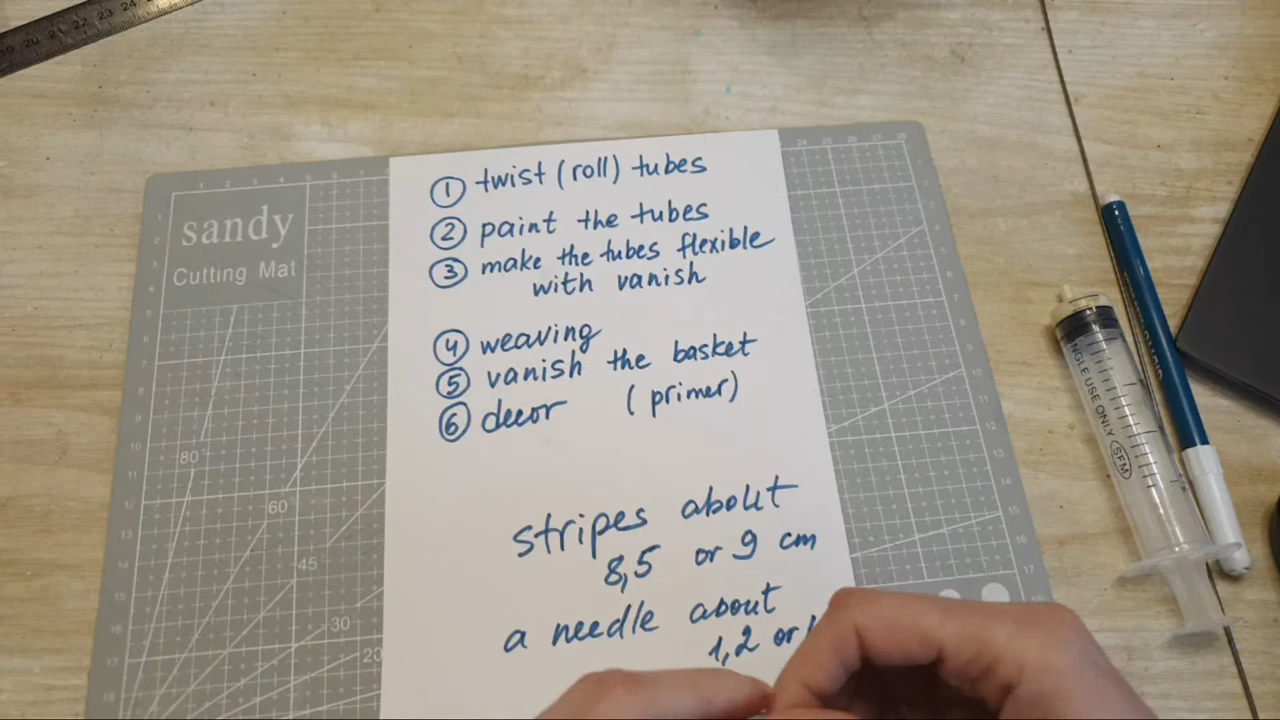 sandy
Cutting Mat
① twist (roll) tubes
② paint the tubes
③ make the tubes flexible
with vanish
④ weaving
⑤ vanish the basket
⑥ decor (primer)
stripes about
8,5 or 9 cm
a needle about
1,2 or
SINGLE USE ONLY SFM
80°
60
45
30
20